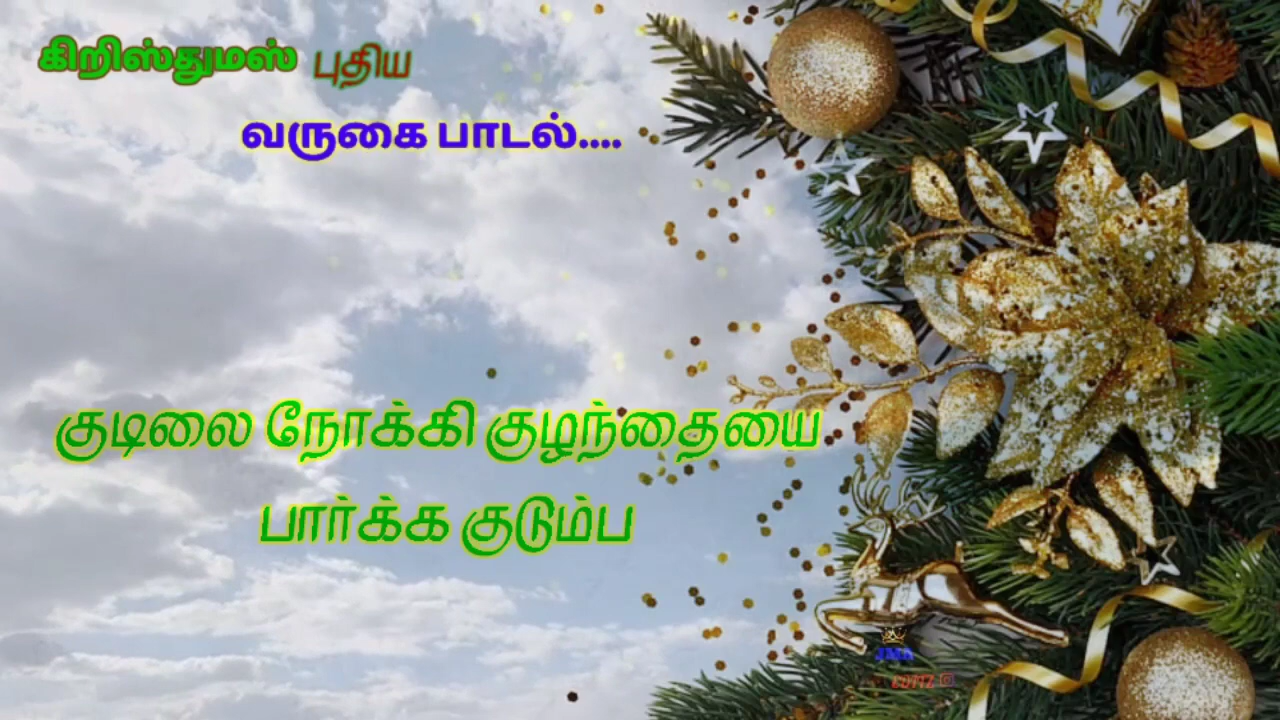 கிறிஸ்துமஸ் புதிய
வருகை பாடல்....
குடிலை நோக்கி குழந்தையை
பார்க்க குடும்ப